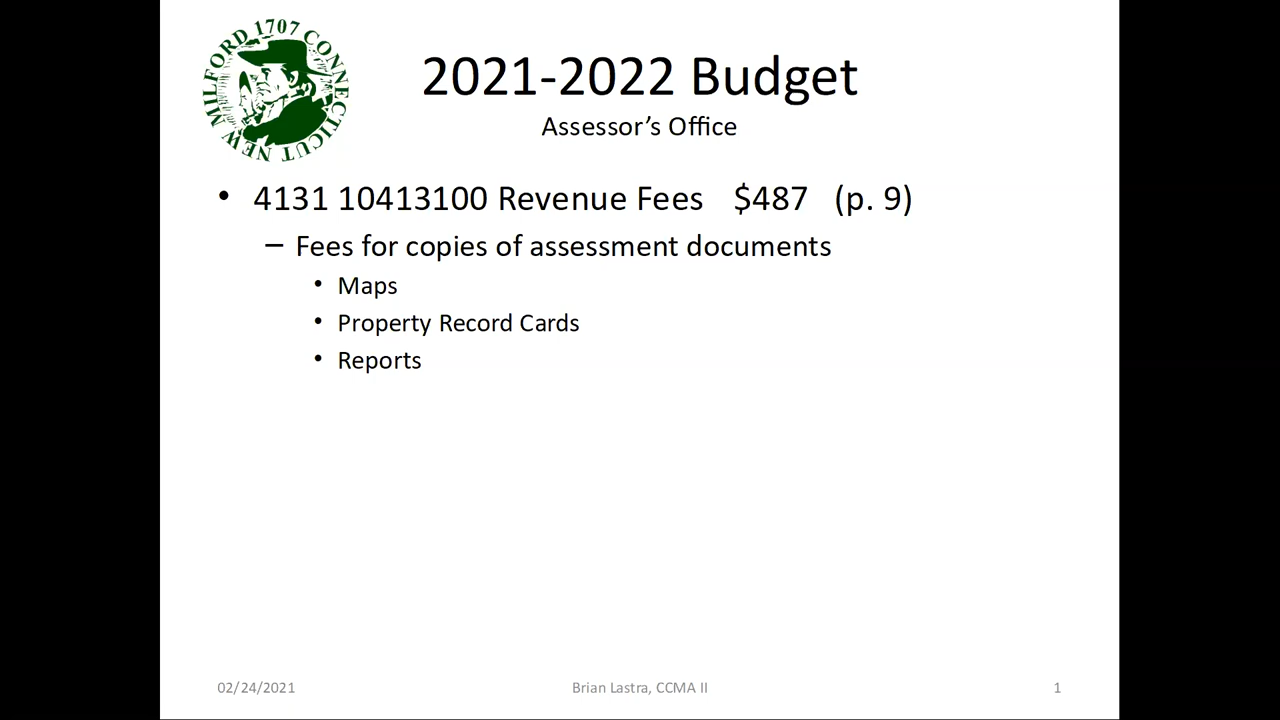 NEW MILFORD 1707 CONNECTICUT
2021-2022 Budget
Assessor’s Office
• 4131 10413100 Revenue Fees $487 (p. 9)
– Fees for copies of assessment documents
• Maps
• Property Record Cards
• Reports
02/24/2021 Brian Lastra, CCMA II 1